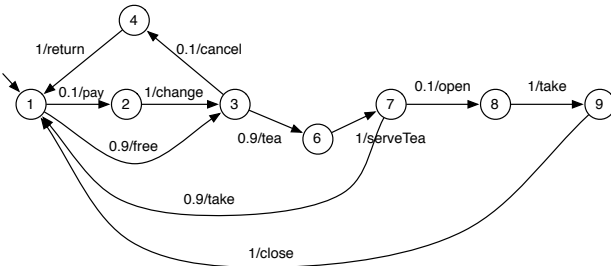 4
1/return
0.1/cancel
1
0.1/pay
2
1/change
3
7
0.1/open
8
1/take
9
0.9/free
0.9/tea
6
1/serveTea
0.9/take
1/close